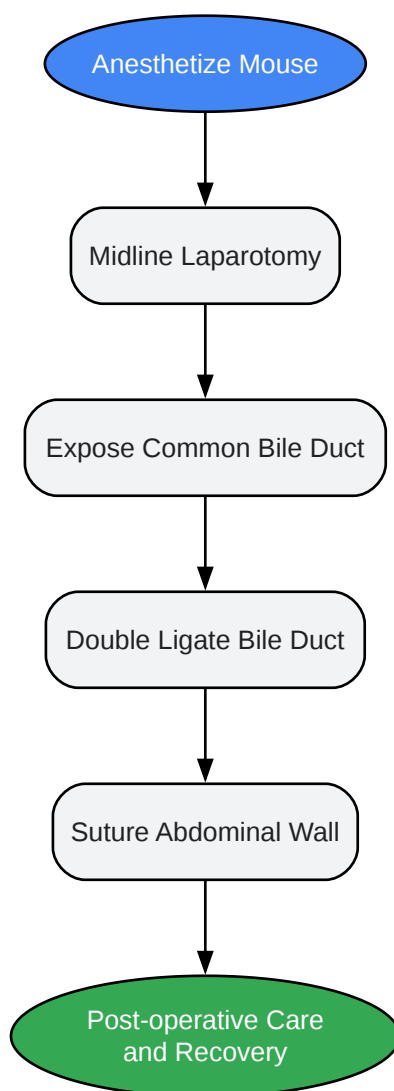 Anesthetize Mouse
Midline Laparotomy
Expose Common Bile Duct
Double Ligate Bile Duct
Suture Abdominal Wall
Post-operative Care
and Recovery